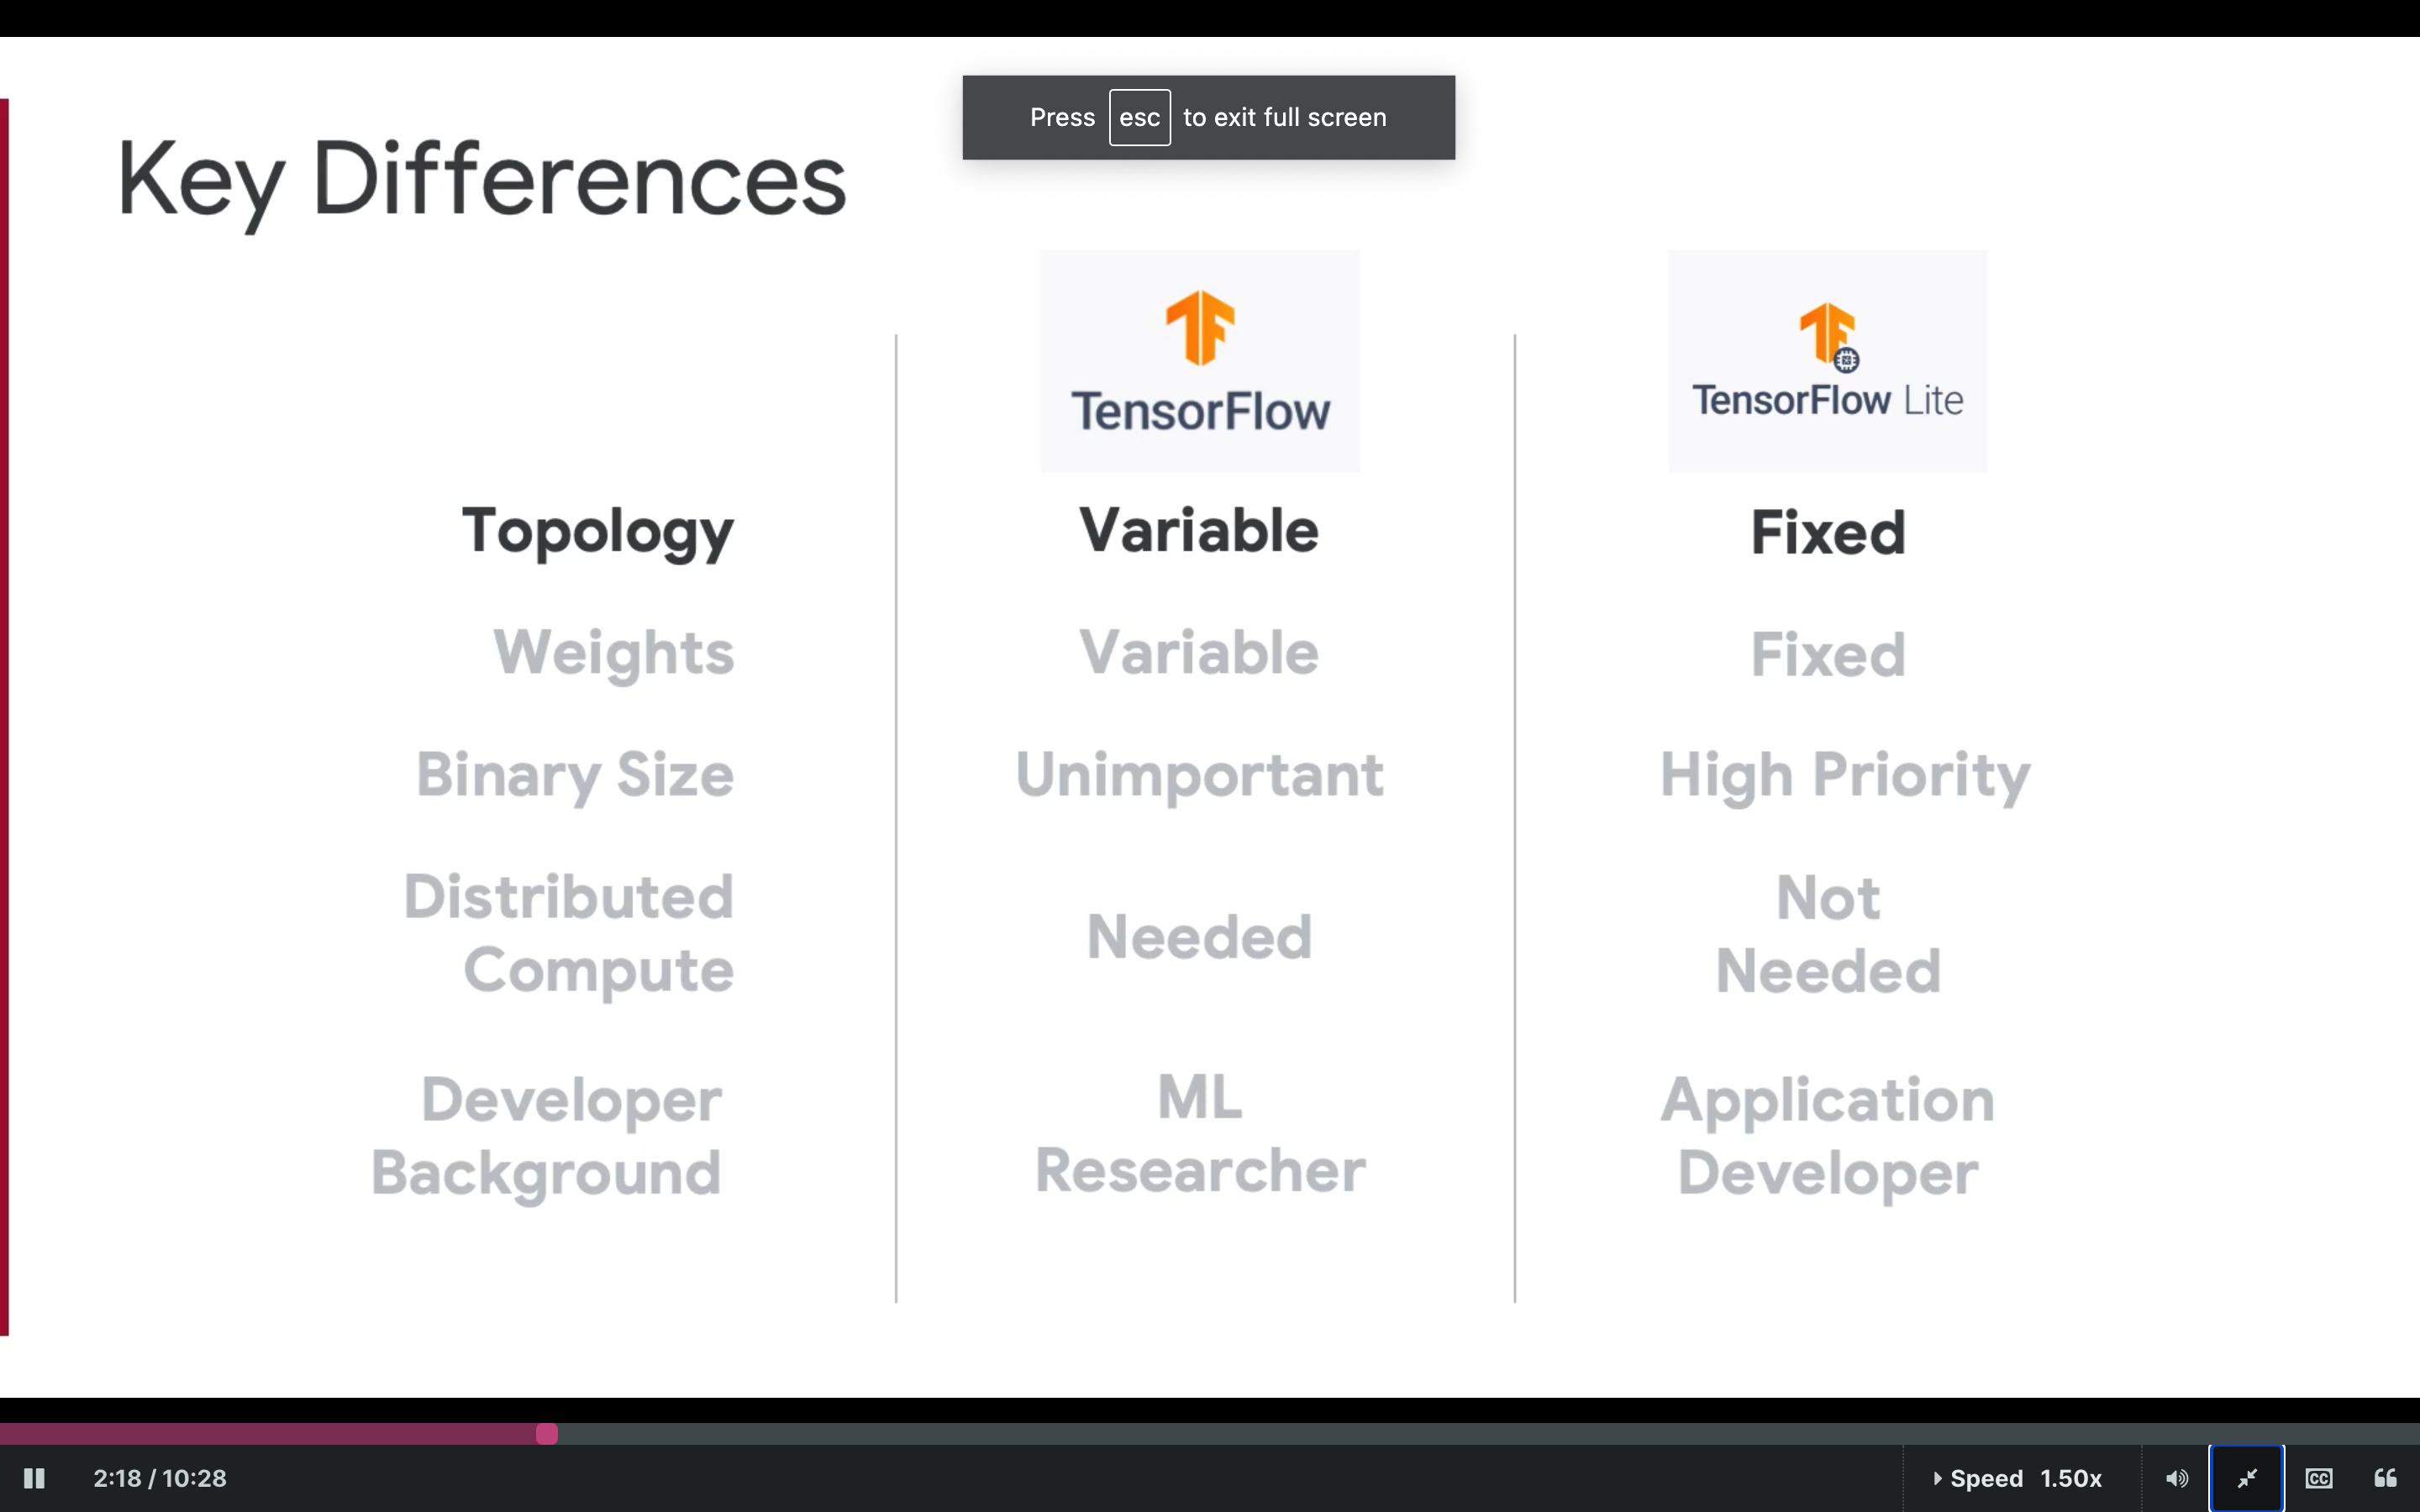 Press esc to exit full screen
Key Differences
TensorFlow
TensorFlow Lite
Topology
Variable
Fixed
Weights
Variable
Fixed
Binary Size
Unimportant
High Priority
Distributed
Compute
Needed
Not
Needed
Developer
Background
ML
Researcher
Application
Developer
2:18 / 10:28
Speed 1.50x
CC